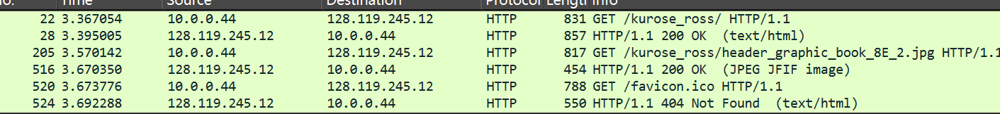 No. Time Source Destination Protocol Length Info
22 3.367054 10.0.0.44 128.119.245.12 HTTP 831 GET /kurose_ross/ HTTP/1.1
28 3.395005 128.119.245.12 10.0.0.44 HTTP 857 HTTP/1.1 200 OK (text/html)
205 3.570142 10.0.0.44 128.119.245.12 HTTP 817 GET /kurose_ross/header_graphic_book_8E_2.jpg HTTP/1.1
516 3.670350 128.119.245.12 10.0.0.44 HTTP 454 HTTP/1.1 200 OK (JPEG JFIF image)
520 3.673776 10.0.0.44 128.119.245.12 HTTP 788 GET /favicon.ico HTTP/1.1
524 3.692288 128.119.245.12 10.0.0.44 HTTP 550 HTTP/1.1 404 Not Found (text/html)